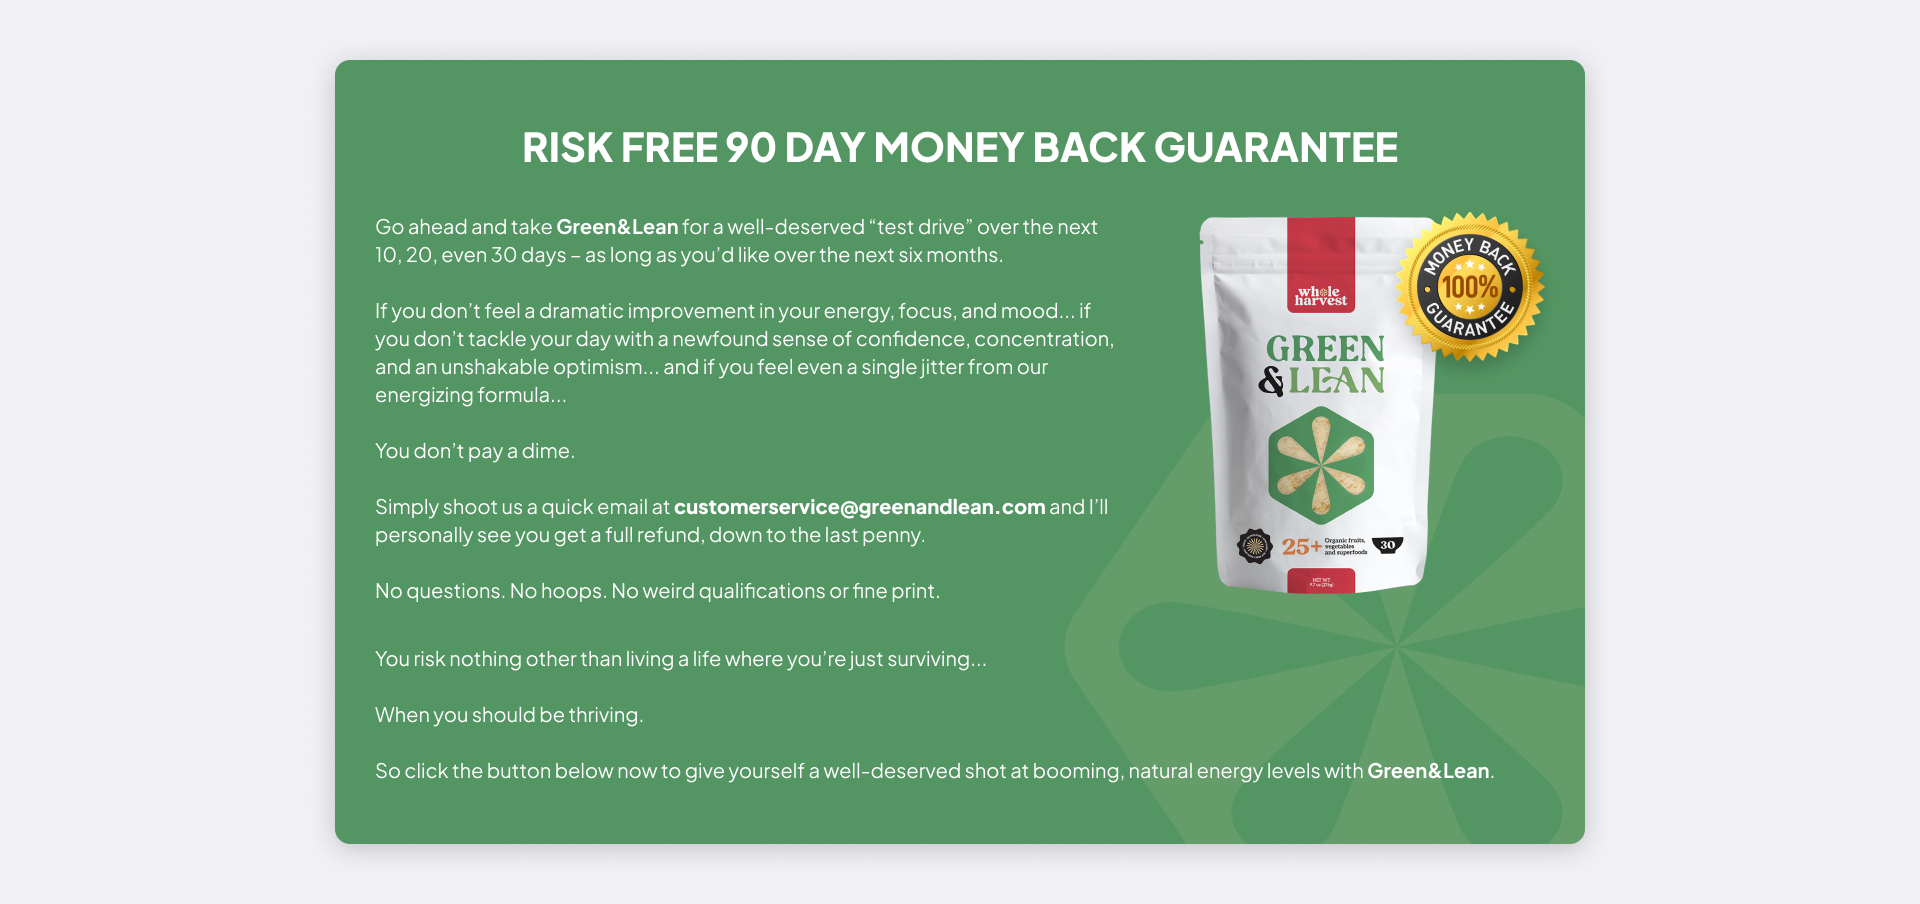 RISK FREE 90 DAY MONEY BACK GUARANTEE
Go ahead and take Green&Lean for a well-deserved “test drive” over the next
10, 20, even 30 days – as long as you’d like over the next six months.
If you don’t feel a dramatic improvement in your energy, focus, and mood... if
you don’t tackle your day with a newfound sense of confidence, concentration,
and an unshakable optimism... and if you feel even a single jitter from our
energizing formula...
You don’t pay a dime.
Simply shoot us a quick email at customerservice@greenandlean.com and I’ll
personally see you get a full refund, down to the last penny.
No questions. No hoops. No weird qualifications or fine print.
You risk nothing other than living a life where you’re just surviving...
When you should be thriving.
So click the button below now to give yourself a well-deserved shot at booming, natural energy levels with Green&Lean.
whole
harvest
GREEN
&LEAN
25+
Organic fruits,
vegetables
and superfoods
30
NET WT
MONEY BACK
100%
GUARANTEE